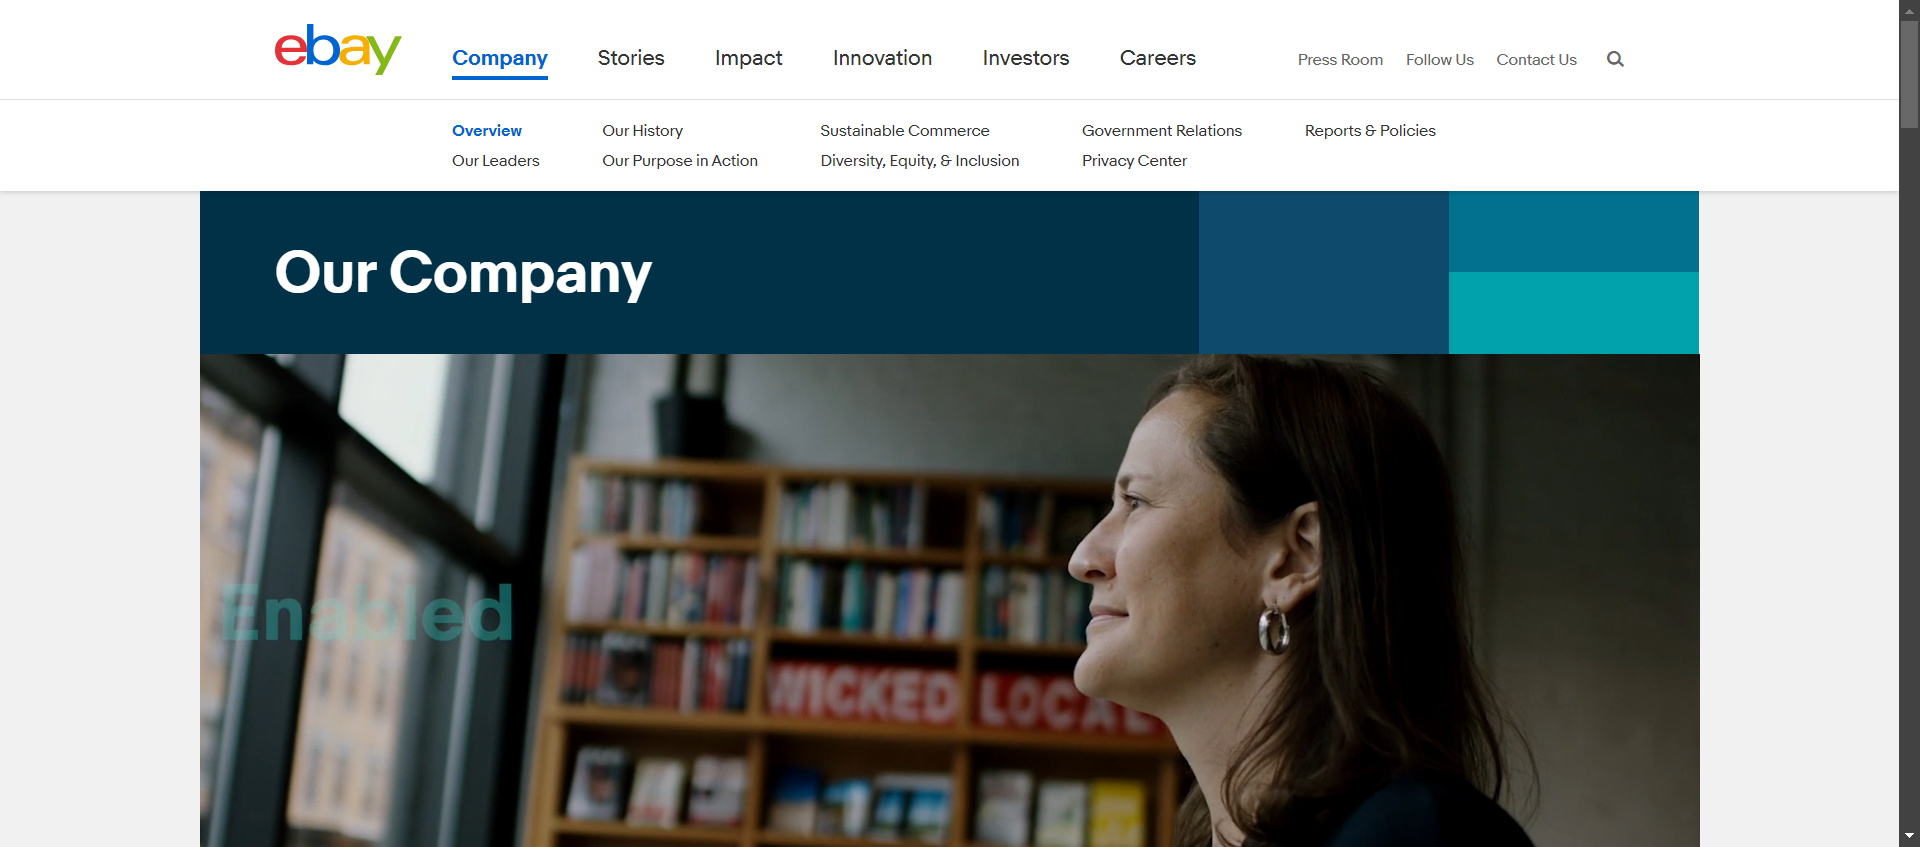 ebay
Company Stories Impact Innovation Investors Careers Press Room Follow Us Contact Us
Overview Our History Sustainable Commerce Government Relations Reports & Policies
Our Leaders Our Purpose in Action Diversity, Equity, & Inclusion Privacy Center
Our Company
Enabled
WICKED LOCAL